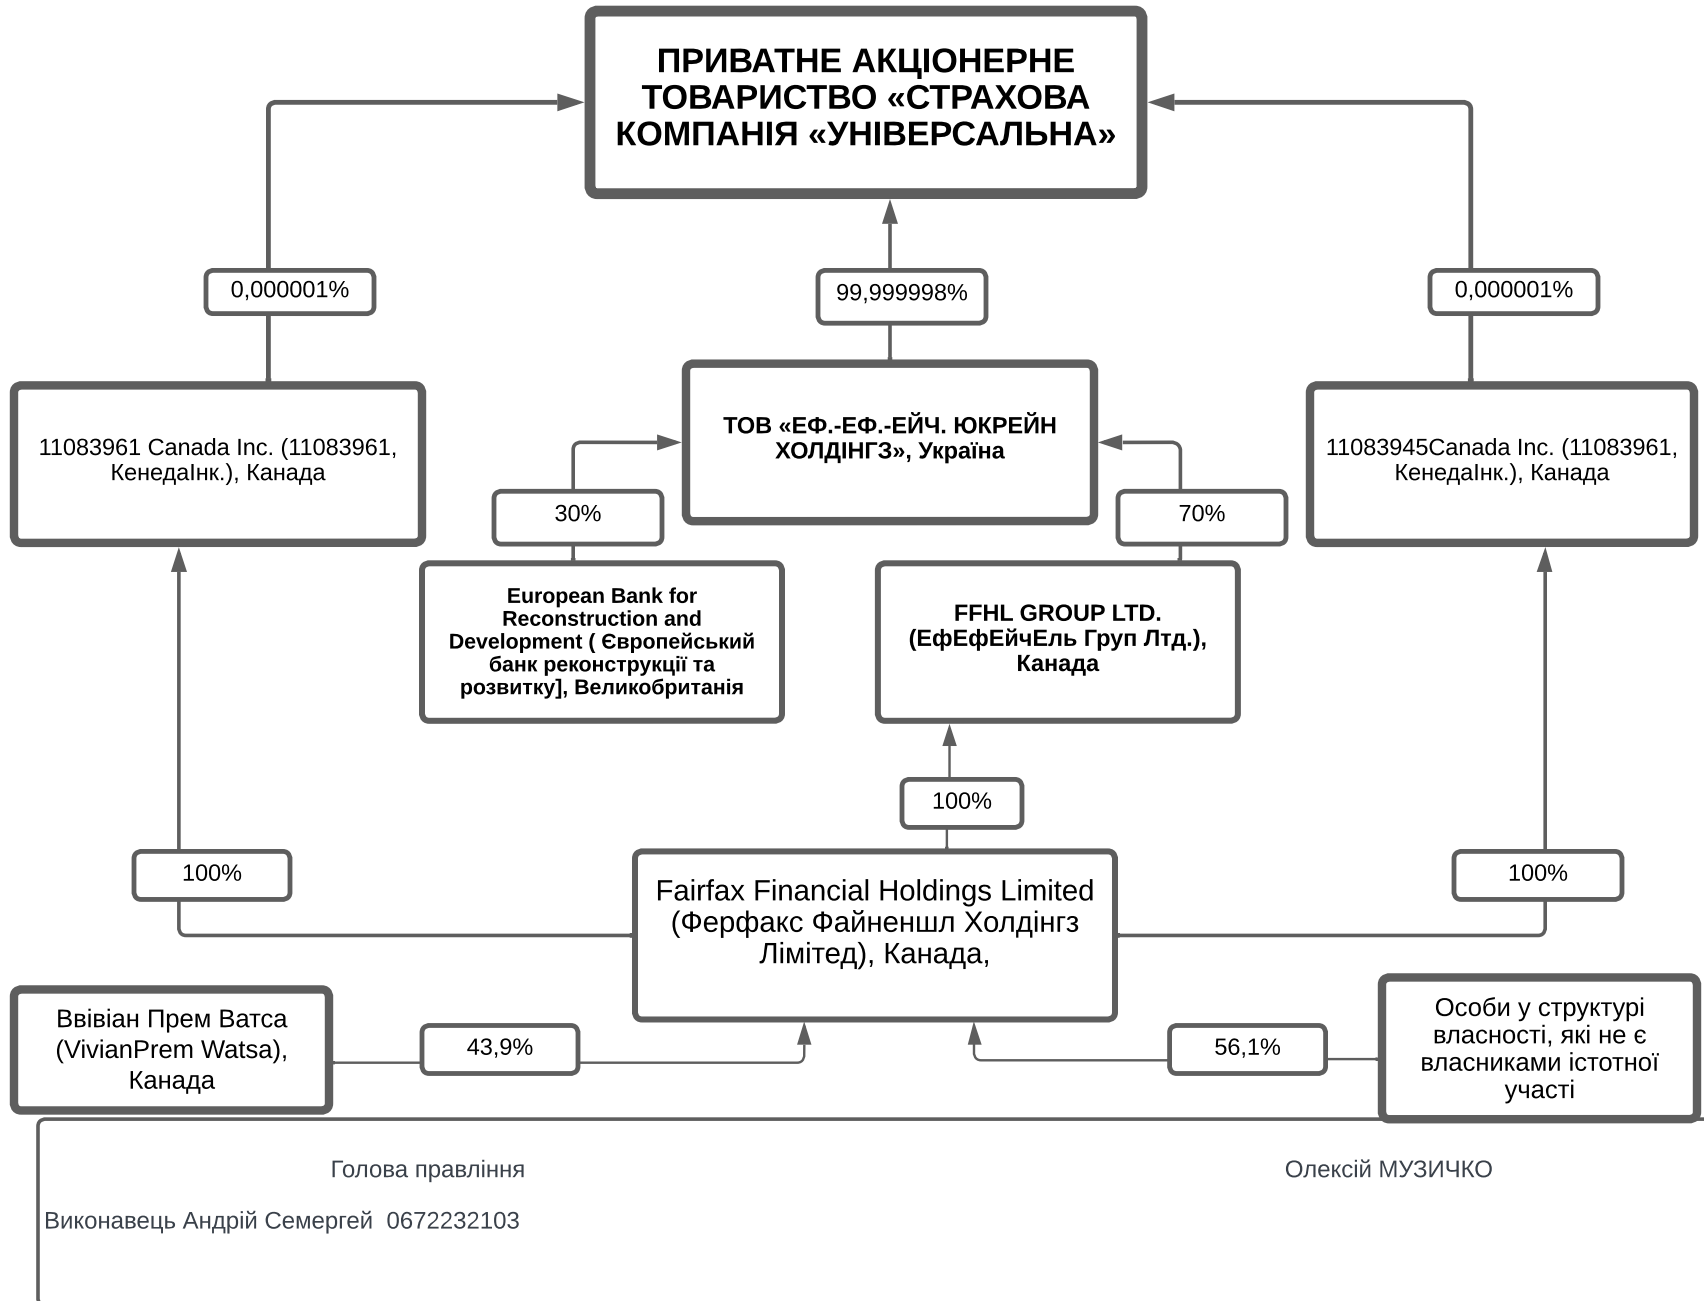 ПРИВАТНЕ АКЦІОНЕРНЕ
ТОВАРИСТВО «СТРАХОВА
КОМПАНІЯ «УНІВЕРСАЛЬНА»
0,000001%
99,999998%
0,000001%
11083961 Canada Inc. (11083961,
КенедаІнк.), Канада
ТОВ «ЕФ.-ЕФ.-ЕЙЧ. ЮКРЕЙН
ХОЛДІНГЗ», Україна
11083945Canada Inc. (11083961,
КенедаІнк.), Канада
30%
70%
European Bank for
Reconstruction and
Development ( Європейський
банк реконструкції та
розвитку], Великобританія
FFHL GROUP LTD.
(ЕфЕфЕйчЕль Груп Лтд.),
Канада
100%
100%
100%
Fairfax Financial Holdings Limited
(Ферфакс Файненшл Холдінгз
Лімітед), Канада,
Ввівіан Прем Ватса
(VivianPrem Watsa),
Канада
43,9%
56,1%
Особи у структурі
власності, які не є
власниками істотної
участі
Голова правління
Олексій МУЗИЧКО
Виконавець Андрій Семергей  0672232103